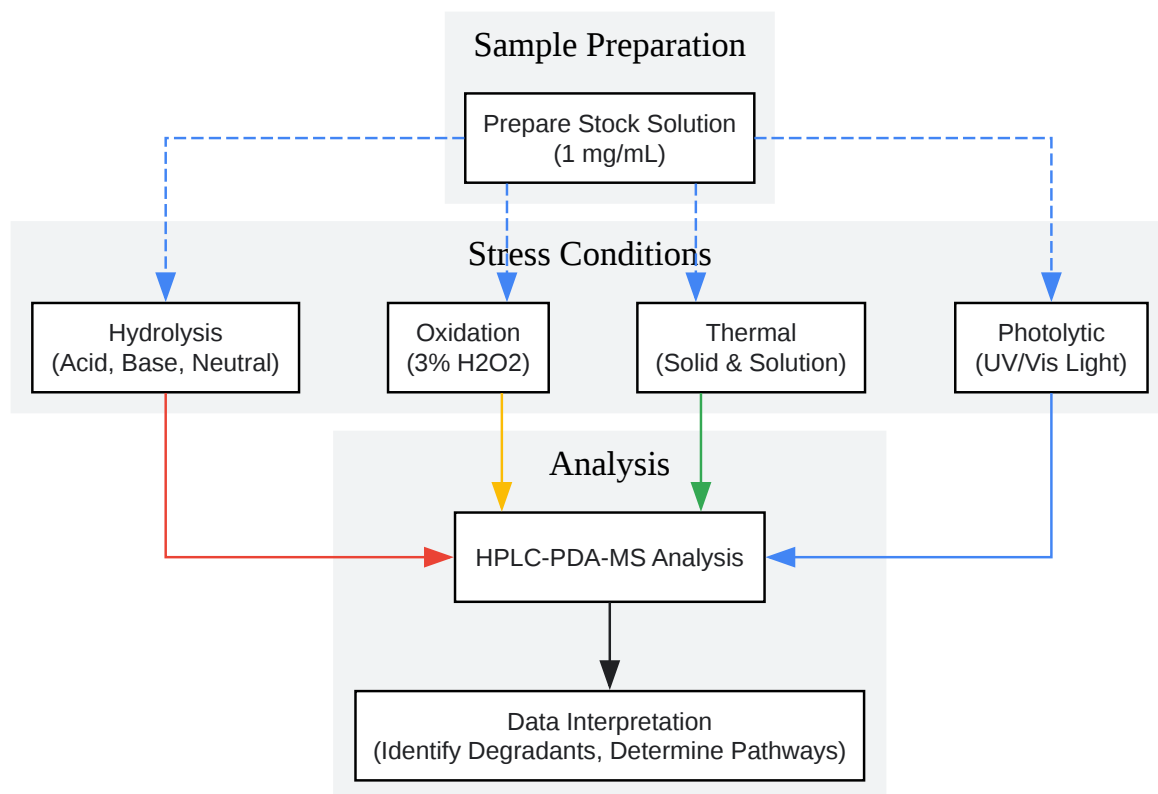 Sample Preparation
Prepare Stock Solution
(1 mg/mL)
Stress Conditions
Hydrolysis
(Acid, Base, Neutral)
Oxidation
(3% H2O2)
Thermal
(Solid & Solution)
Photolytic
(UV/Vis Light)
Analysis
HPLC-PDA-MS Analysis
Data Interpretation
(Identify Degradants, Determine Pathways)